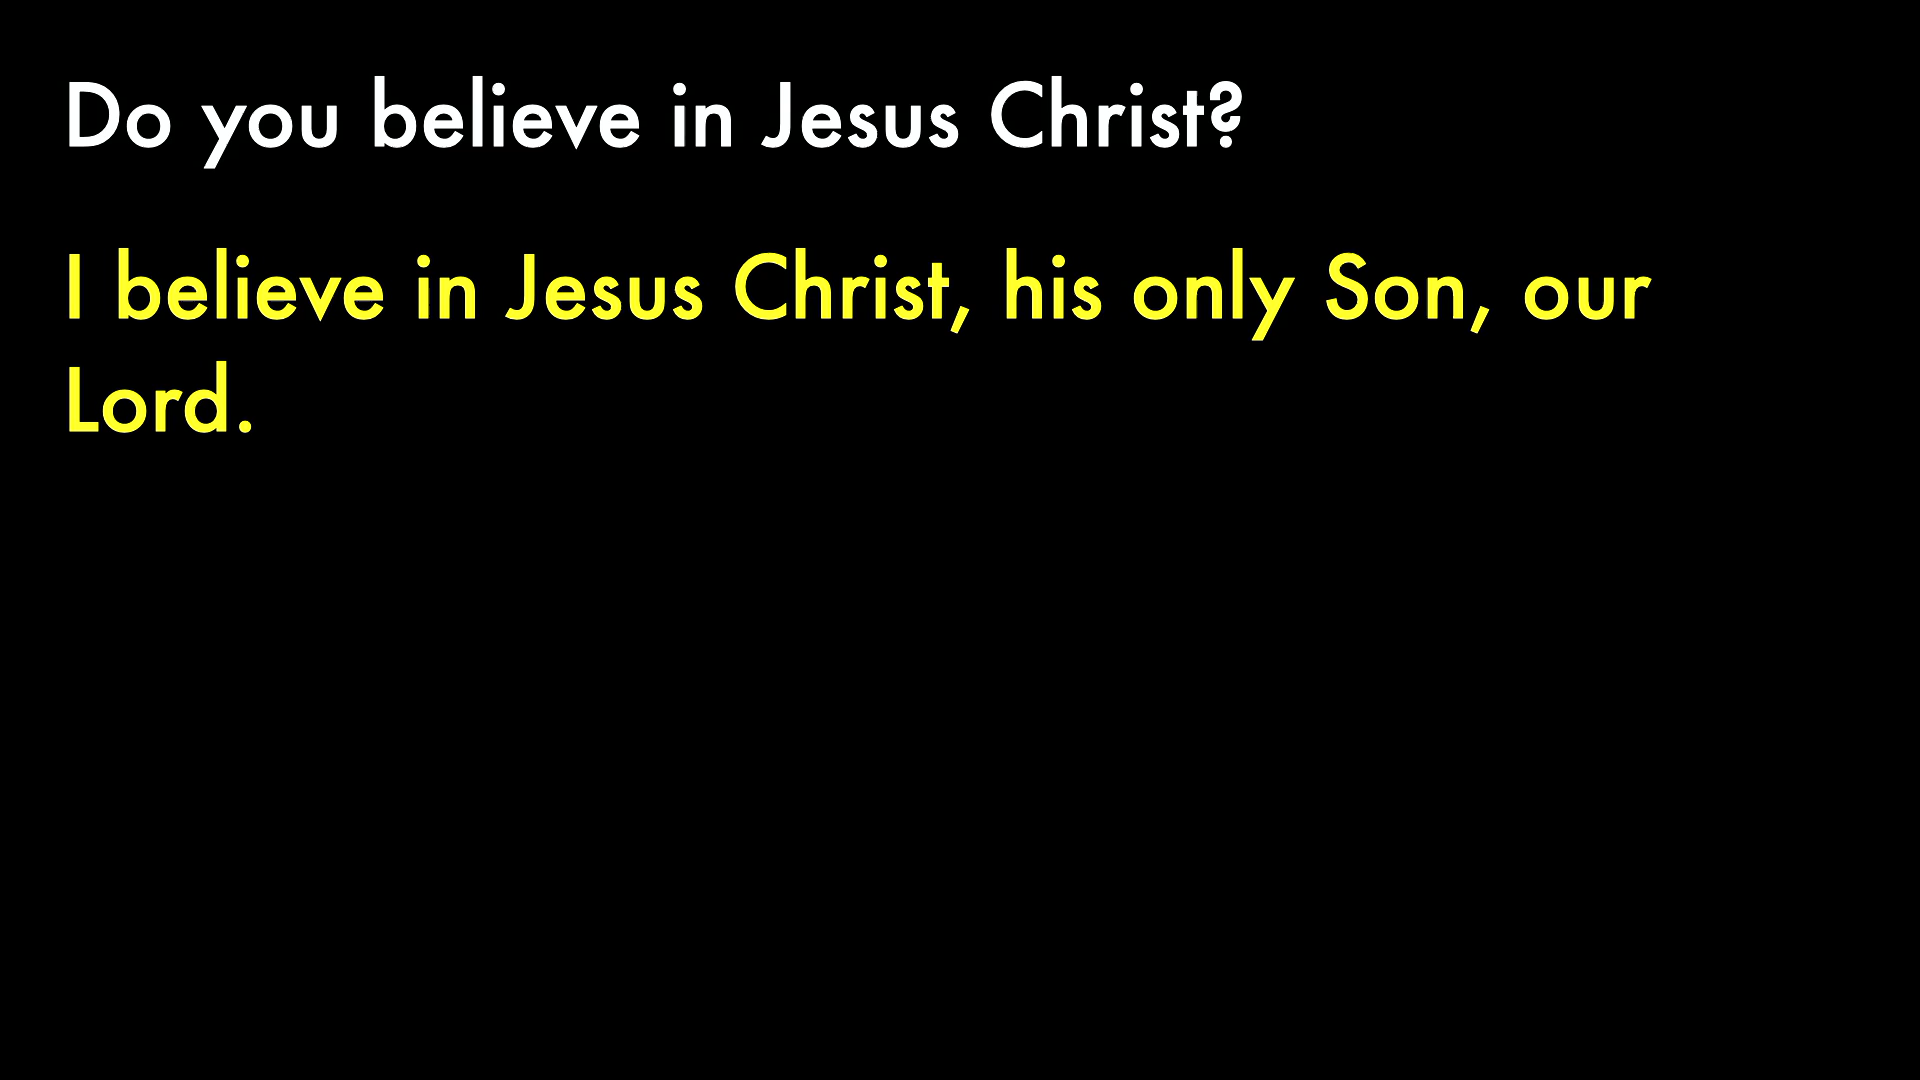 Do you believe in Jesus Christ?
I believe in Jesus Christ, his only Son, our
Lord.